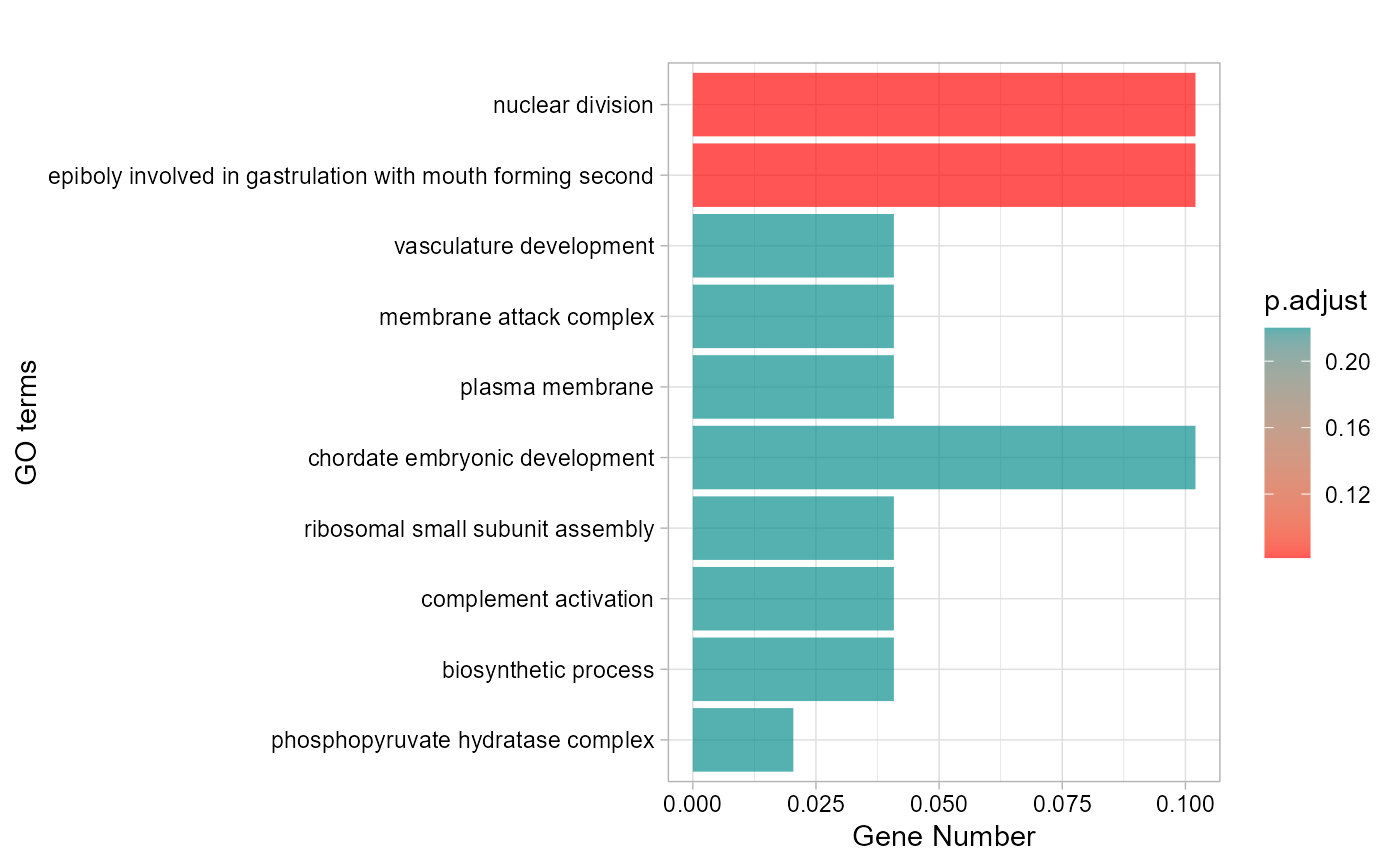 nuclear division
epiboly involved in gastrulation with mouth forming second
vasculature development
membrane attack complex
plasma membrane
chordate embryonic development
ribosomal small subunit assembly
complement activation
biosynthetic process
phosphopyruvate hydratase complex
GO terms
0.000 0.025 0.050 0.075 0.100
Gene Number
p.adjust
0.20
0.16
0.12